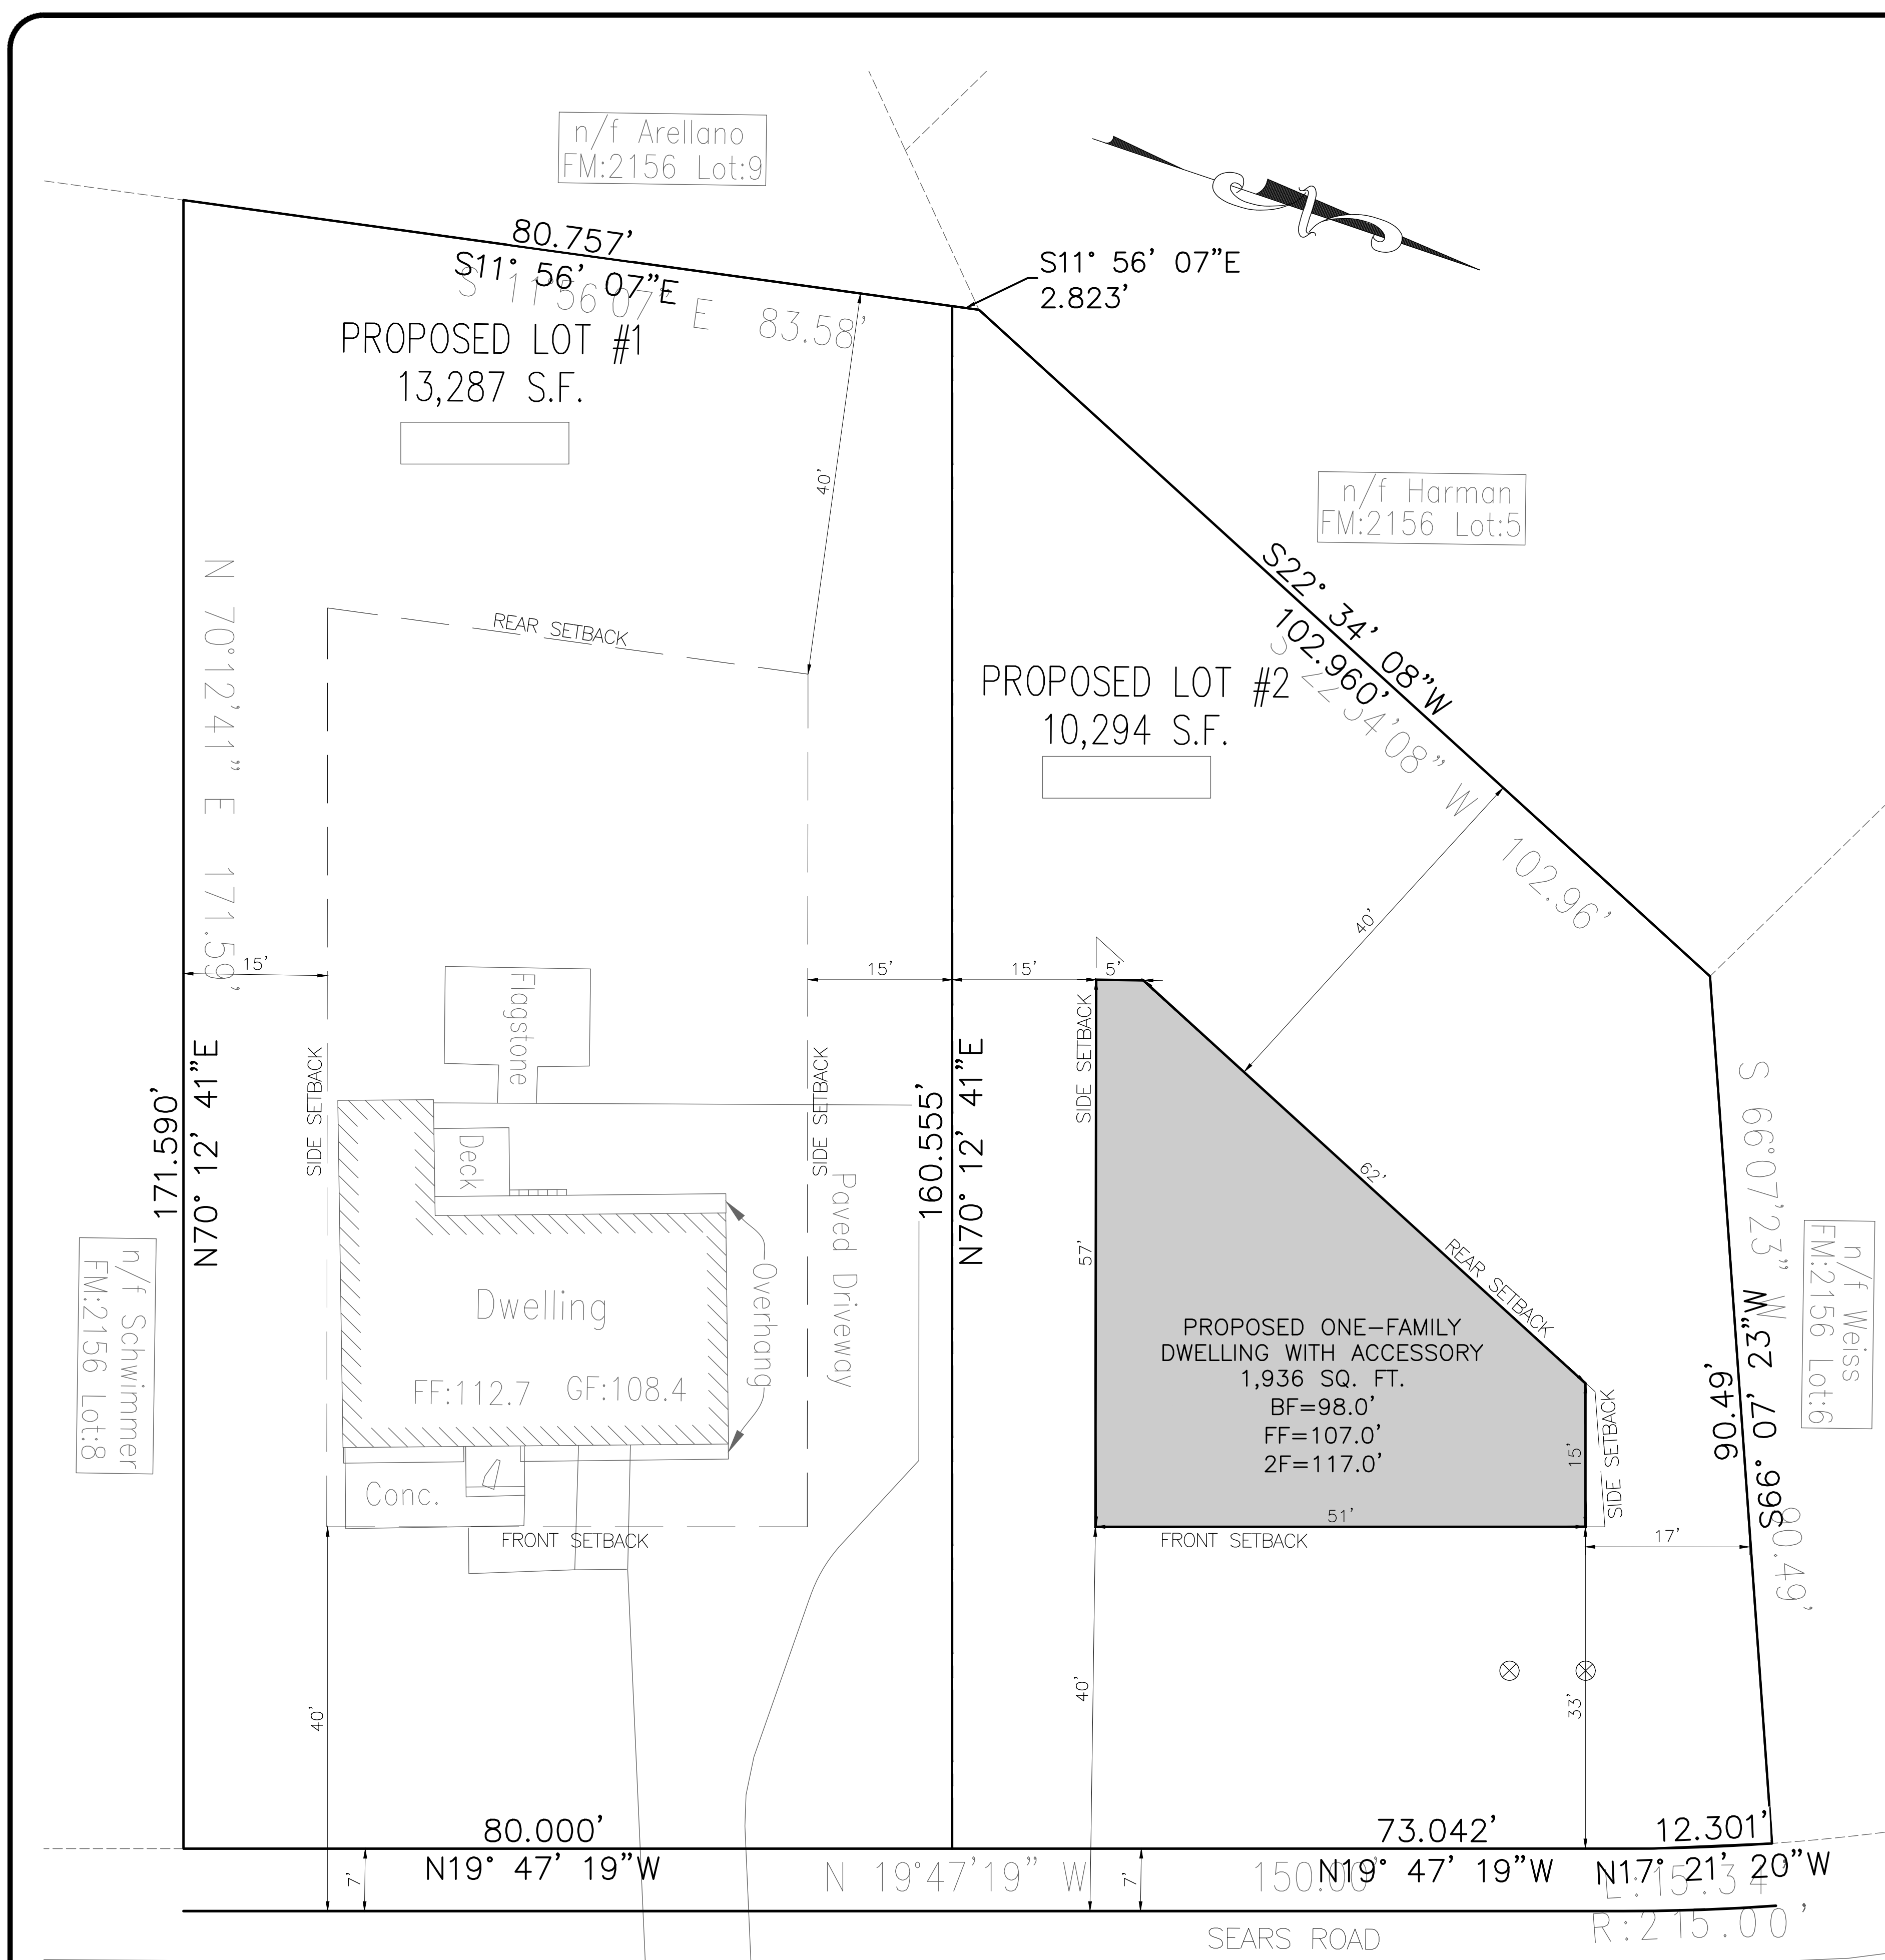 n/f Arellano
FM:2156 Lot:9
80.757'
S11° 56' 07"E
S 11°56'07" E 83.58'
S11° 56' 07"E
2.823'
PROPOSED LOT #1
13,287 S.F.
40'
n/f Harman
FM:2156 Lot:5
S22° 34' 08"W
102.960'
S 22°34'08" W 102.96'
N 70°12'41" E 171.59'
REAR SETBACK
PROPOSED LOT #2
10,294 S.F.
40'
15'
15'
15'
5'
Flagstone
SIDE SETBACK
SIDE SETBACK
SIDE SETBACK
171.590'
N70° 12' 41"E
160.555'
N70° 12' 41"E
Deck
Paved Driveway
Overhang
Dwelling
FF:112.7 GF:108.4
Conc.
57'
62'
REAR SETBACK
PROPOSED ONE-FAMILY
DWELLING WITH ACCESSORY
1,936 SQ. FT.
BF=98.0'
FF=107.0'
2F=117.0'
15'
SIDE SETBACK
51'
17'
S 66°07'23" W 90.49'
90.49'
S66° 07' 23"W
n/f Weiss
FM:2156 Lot:6
n/f Schwimmer
FM:2156 Lot:8
FRONT SETBACK
FRONT SETBACK
40'
40'
33'
80.000'
N19° 47' 19"W
73.042'
N19° 47' 19"W
12.301'
N17° 21' 20"W
7'
7'
N 19°47'19" W 150.00'
L:15.34'
R:215.00'
SEARS ROAD